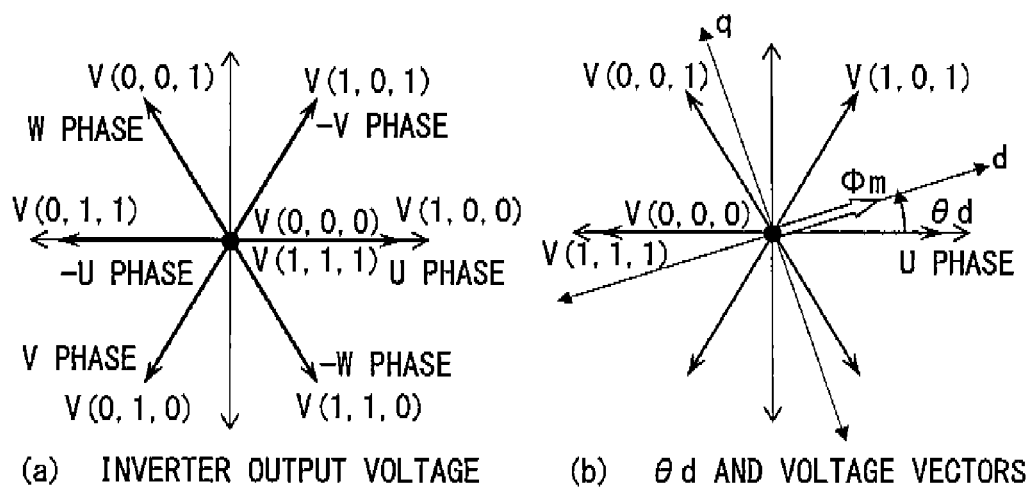 V(0,0,1)
V(1,0,1)
W PHASE
-V PHASE
V(0,1,1)
V(0,0,0)
V(1,0,0)
-U PHASE
V(1,1,1)
U PHASE
V PHASE
-W PHASE
V(0,1,0)
V(1,1,0)
(a) INVERTER OUTPUT VOLTAGE
q
V(0,0,1)
V(1,0,1)
d
Φm
V(0,0,0)
θd
V(1,1,1)
U PHASE
(b) θd AND VOLTAGE VECTORS